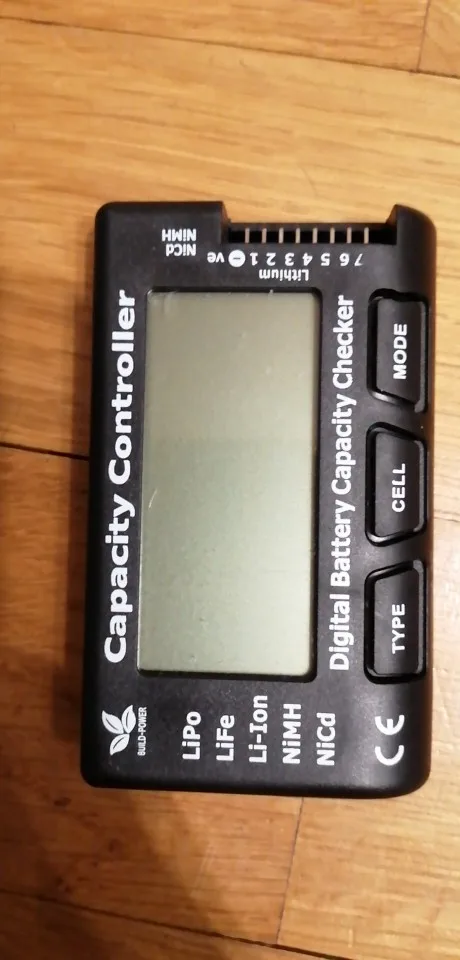 Capacity Controller
BUILD-POWER
LiPo
LiFe
Li-Ion
NiMH
NiCd
Digital Battery Capacity Checker
TYPE
CELL
MODE
CE
NiCd
NiMH
Lithium
7 6 5 4 3 2 1 - ve